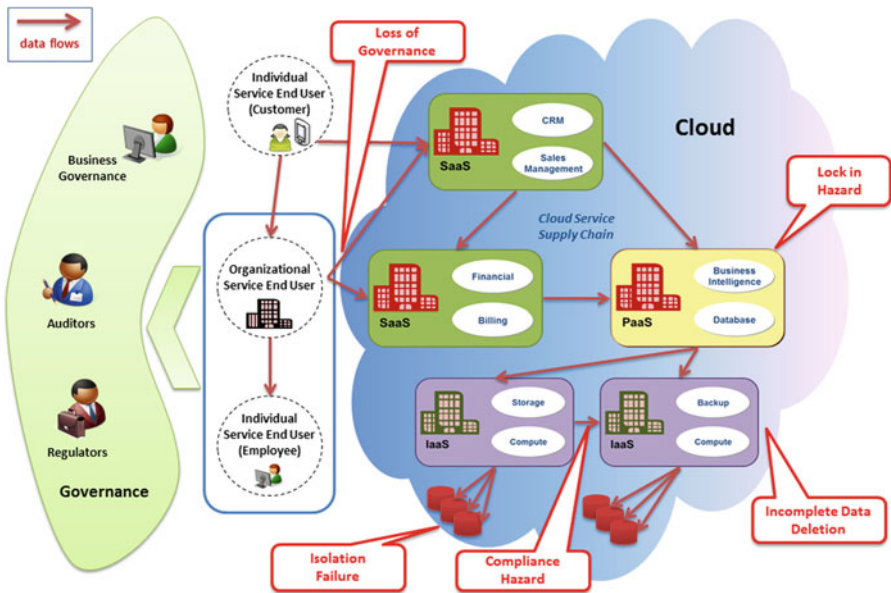 data flows
Business
Governance
Auditors
Regulators
Governance
Individual
Service End User
(Customer)
Organizational
Service End User
Individual
Service End User
(Employee)
Loss of
Governance
Cloud
SaaS
CRM
Sales
Management
Cloud Service
Supply Chain
Lock in
Hazard
SaaS
Financial
Billing
PaaS
Business
Intelligence
Database
IaaS
Storage
Compute
IaaS
Backup
Compute
Isolation
Failure
Compliance
Hazard
Incomplete Data
Deletion